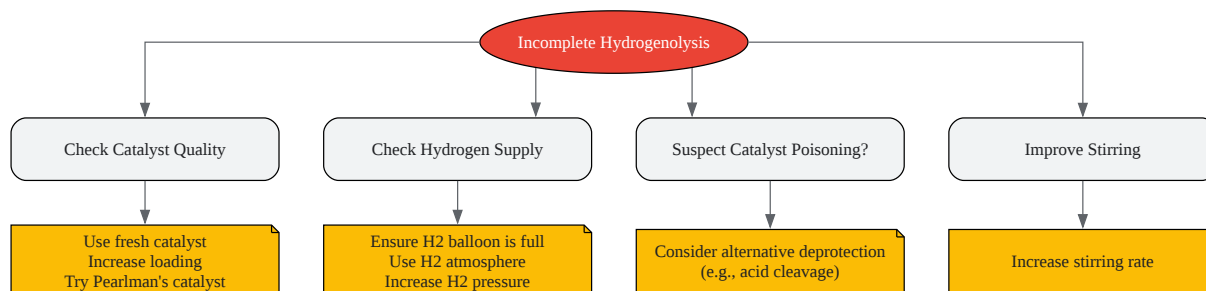 Incomplete Hydrogenolysis
Check Catalyst Quality
Check Hydrogen Supply
Suspect Catalyst Poisoning?
Improve Stirring
Use fresh catalyst
Increase loading
Try Pearlman's catalyst
Ensure H2 balloon is full
Use H2 atmosphere
Increase H2 pressure
Consider alternative deprotection
(e.g., acid cleavage)
Increase stirring rate